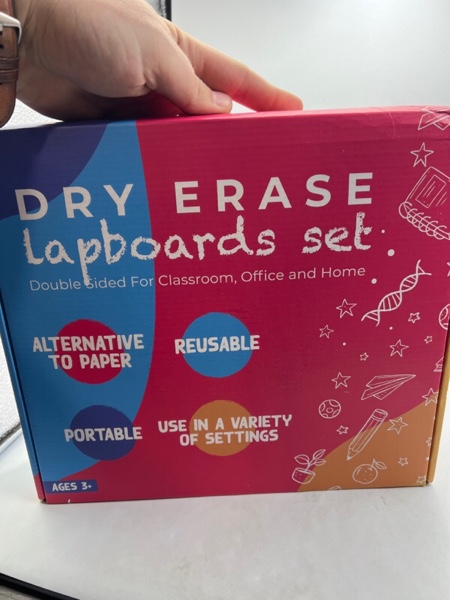 DRY ERASE
lapboards set
Double Sided For Classroom, Office and Home
ALTERNATIVE
TO PAPER
REUSABLE
PORTABLE
USE IN A VARIETY
OF SETTINGS
AGES 3+